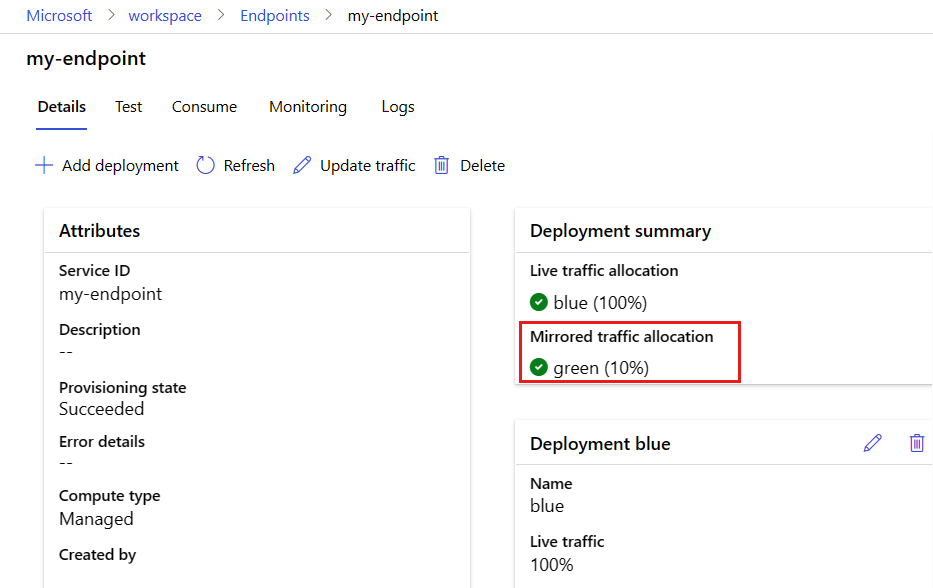 Microsoft > workspace > Endpoints > my-endpoint
my-endpoint
Details Test Consume Monitoring Logs
Add deployment Refresh Update traffic Delete
Attributes
Service ID
my-endpoint
Description
--
Provisioning state
Succeeded
Error details
--
Compute type
Managed
Created by
Deployment summary
Live traffic allocation
blue (100%)
Mirrored traffic allocation
green (10%)
Deployment blue
Name
blue
Live traffic
100%